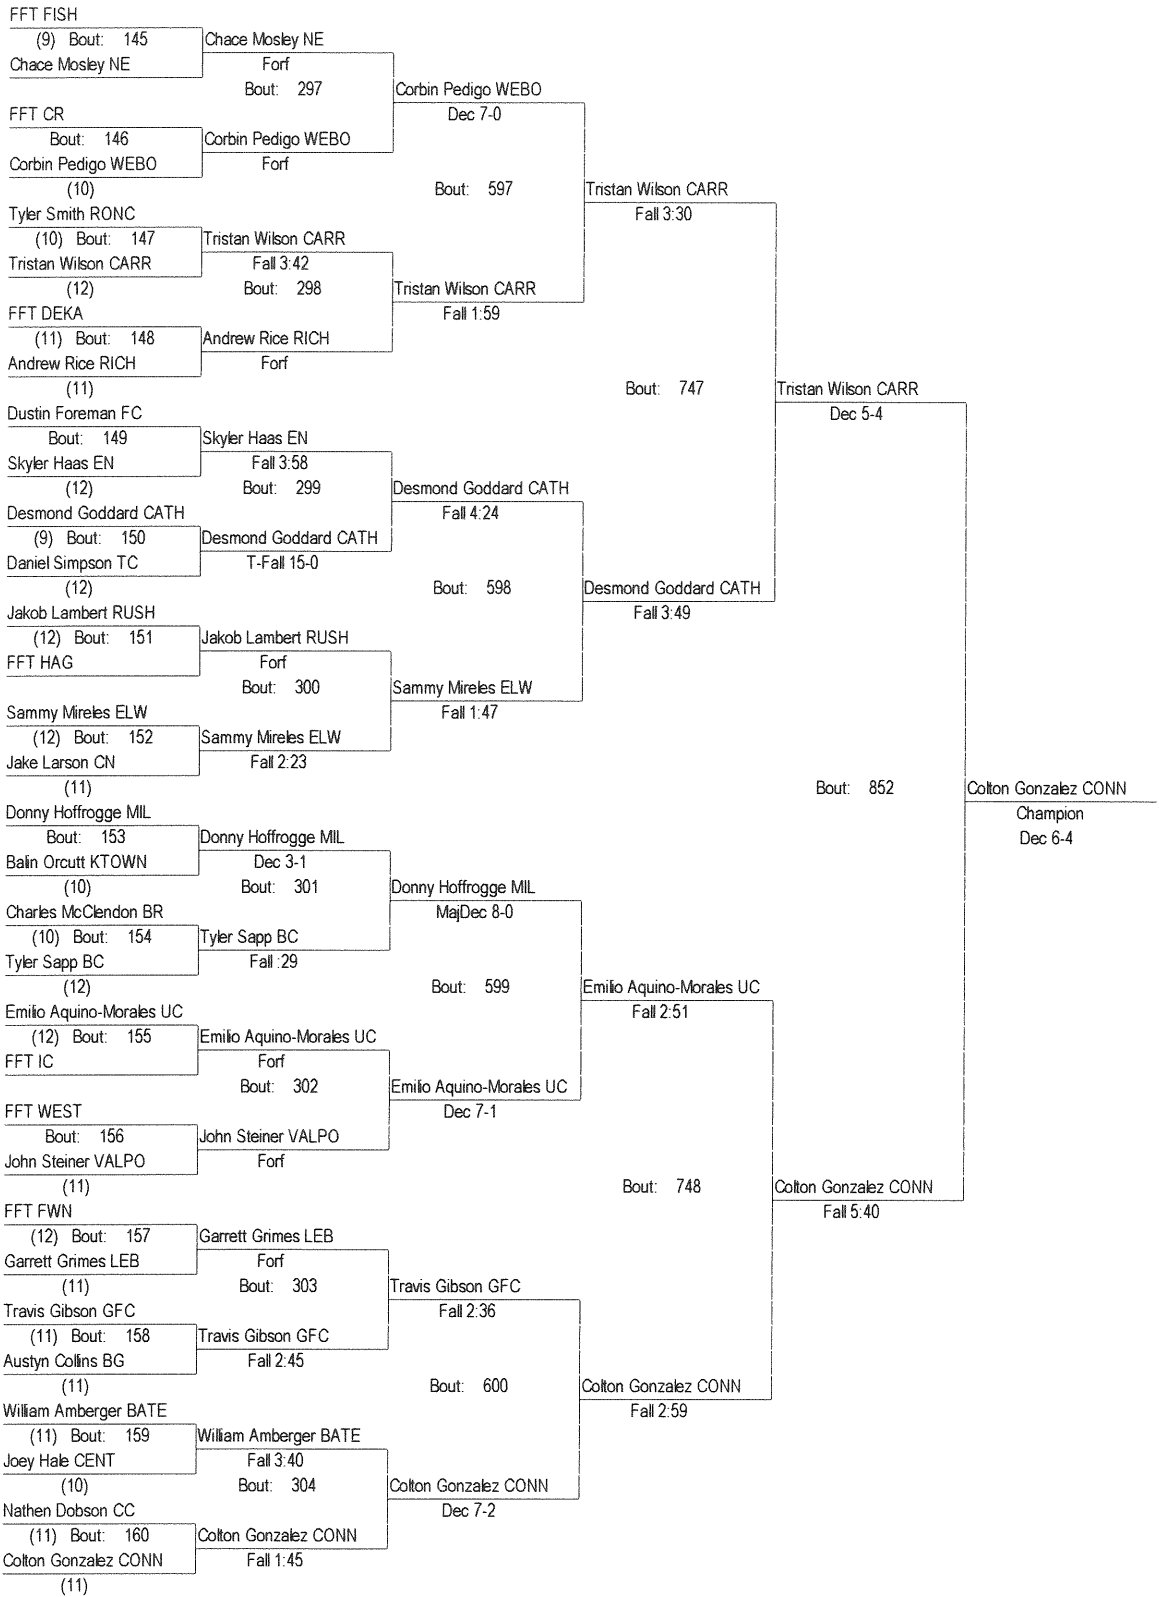 FFT FISH
(9) Bout: 145 Chace Mosley NE
Chace Mosley NE Forf
Bout: 297 Corbin Pedigo WEBO
FFT CR Dec 7-0
Bout: 146 Corbin Pedigo WEBO
Corbin Pedigo WEBO Forf
(10) Bout: 597 Tristan Wilson CARR
Tyler Smith RONC Fall 3:30
(10) Bout: 147 Tristan Wilson CARR
Tristan Wilson CARR Fall 3:42
(12) Bout: 298 Tristan Wilson CARR
FFT DEKA Fall 1:59
(11) Bout: 148 Andrew Rice RICH
Andrew Rice RICH Forf
(11) Bout: 747 Tristan Wilson CARR
Dustin Foreman FC Dec 5-4
Bout: 149 Skyler Haas EN
Skyler Haas EN Fall 3:58
(12) Bout: 299 Desmond Goddard CATH
Desmond Goddard CATH Fall 4:24
(9) Bout: 150 Desmond Goddard CATH
Daniel Simpson TC T-Fall 15-0
(12) Bout: 598 Desmond Goddard CATH
Jakob Lambert RUSH Fall 3:49
(12) Bout: 151 Jakob Lambert RUSH
FFT HAG Forf
Bout: 300 Sammy Mireles ELW
Sammy Mireles ELW Fall 1:47
(12) Bout: 152 Sammy Mireles ELW
Jake Larson CN Fall 2:23
(11) Bout: 852 Colton Gonzalez CONN
Donny Hoffrogge MIL Champion
Bout: 153 Donny Hoffrogge MIL Dec 6-4
Balin Orcutt KTOWN Dec 3-1
(10) Bout: 301 Donny Hoffrogge MIL
Charles McClendon BR MajDec 8-0
(10) Bout: 154 Tyler Sapp BC
Tyler Sapp BC Fall :29
(12) Bout: 599 Emilio Aquino-Morales UC
Emilio Aquino-Morales UC Fall 2:51
(12) Bout: 155 Emilio Aquino-Morales UC
FFT IC Forf
Bout: 302 Emilio Aquino-Morales UC
FFT WEST Dec 7-1
Bout: 156 John Steiner VALPO
John Steiner VALPO Forf
(11) Bout: 748 Colton Gonzalez CONN
FFT FWN Fall 5:40
(12) Bout: 157 Garrett Grimes LEB
Garrett Grimes LEB Forf
(11) Bout: 303 Travis Gibson GFC
Travis Gibson GFC Fall 2:36
(11) Bout: 158 Travis Gibson GFC
Austyn Collins BG Fall 2:45
(11) Bout: 600 Colton Gonzalez CONN
William Amberger BATE Fall 2:59
(11) Bout: 159 William Amberger BATE
Joey Hale CENT Fall 3:40
(10) Bout: 304 Colton Gonzalez CONN
Nathen Dobson CC Dec 7-2
(11) Bout: 160 Colton Gonzalez CONN
Colton Gonzalez CONN Fall 1:45
(11)